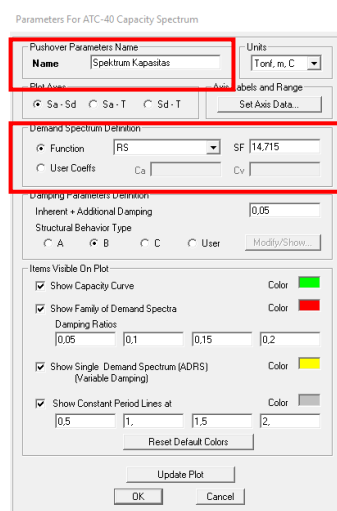 Parameters For ATC-40 Capacity Spectrum
Pushover Parameters Name
Name Spektrum Kapasitas
Units
Tonf, m, C
Plot Axes
Sa - Sd Sa - T Sd - T
Axis Labels and Range
Set Axis Data...
Demand Spectrum Definition
Function RS SF 14,715
User Coeffs Ca Cv
Damping Parameters Definition
Inherent + Additional Damping 0,05
Structural Behavior Type
A B C User Modify/Show...
Items Visible On Plot
Show Capacity Curve Color
Show Family of Demand Spectra Color
Damping Ratios
0,05 0,1 0,15 0,2
Show Single Demand Spectrum (ADRS) Color
(Variable Damping)
Show Constant Period Lines at Color
0,5 1, 1,5 2,
Reset Default Colors
Update Plot
OK Cancel